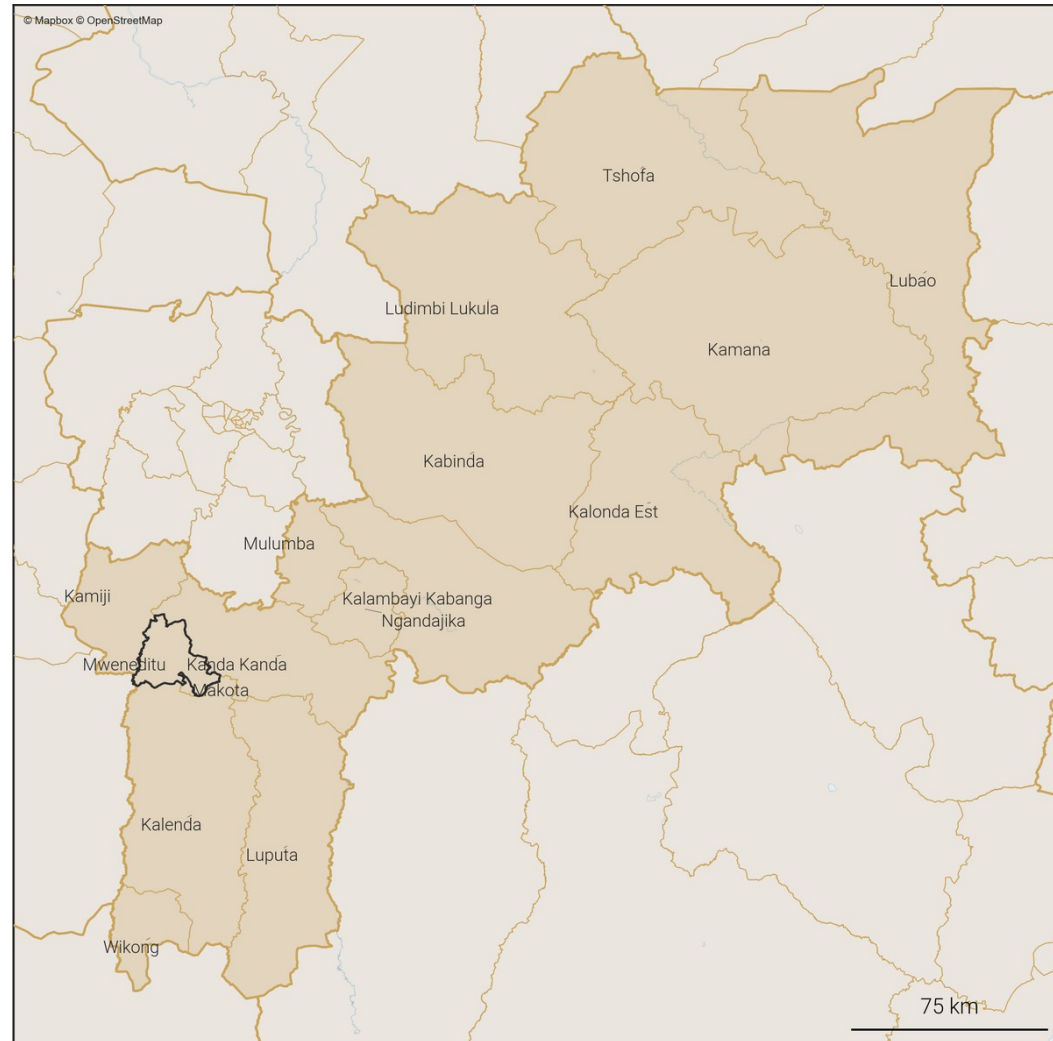 © Mapbox © OpenStreetMap
Tshofa
Lubao
Ludimbi Lukula
Kamana
Kabinda
Kalonda Est
Mulumba
Kamiji
Kalambayi Kabanga
Ngandajika
Mweneditu
Kanda Kanda
Makota
Kalenda
Luputa
Wikong
75 km